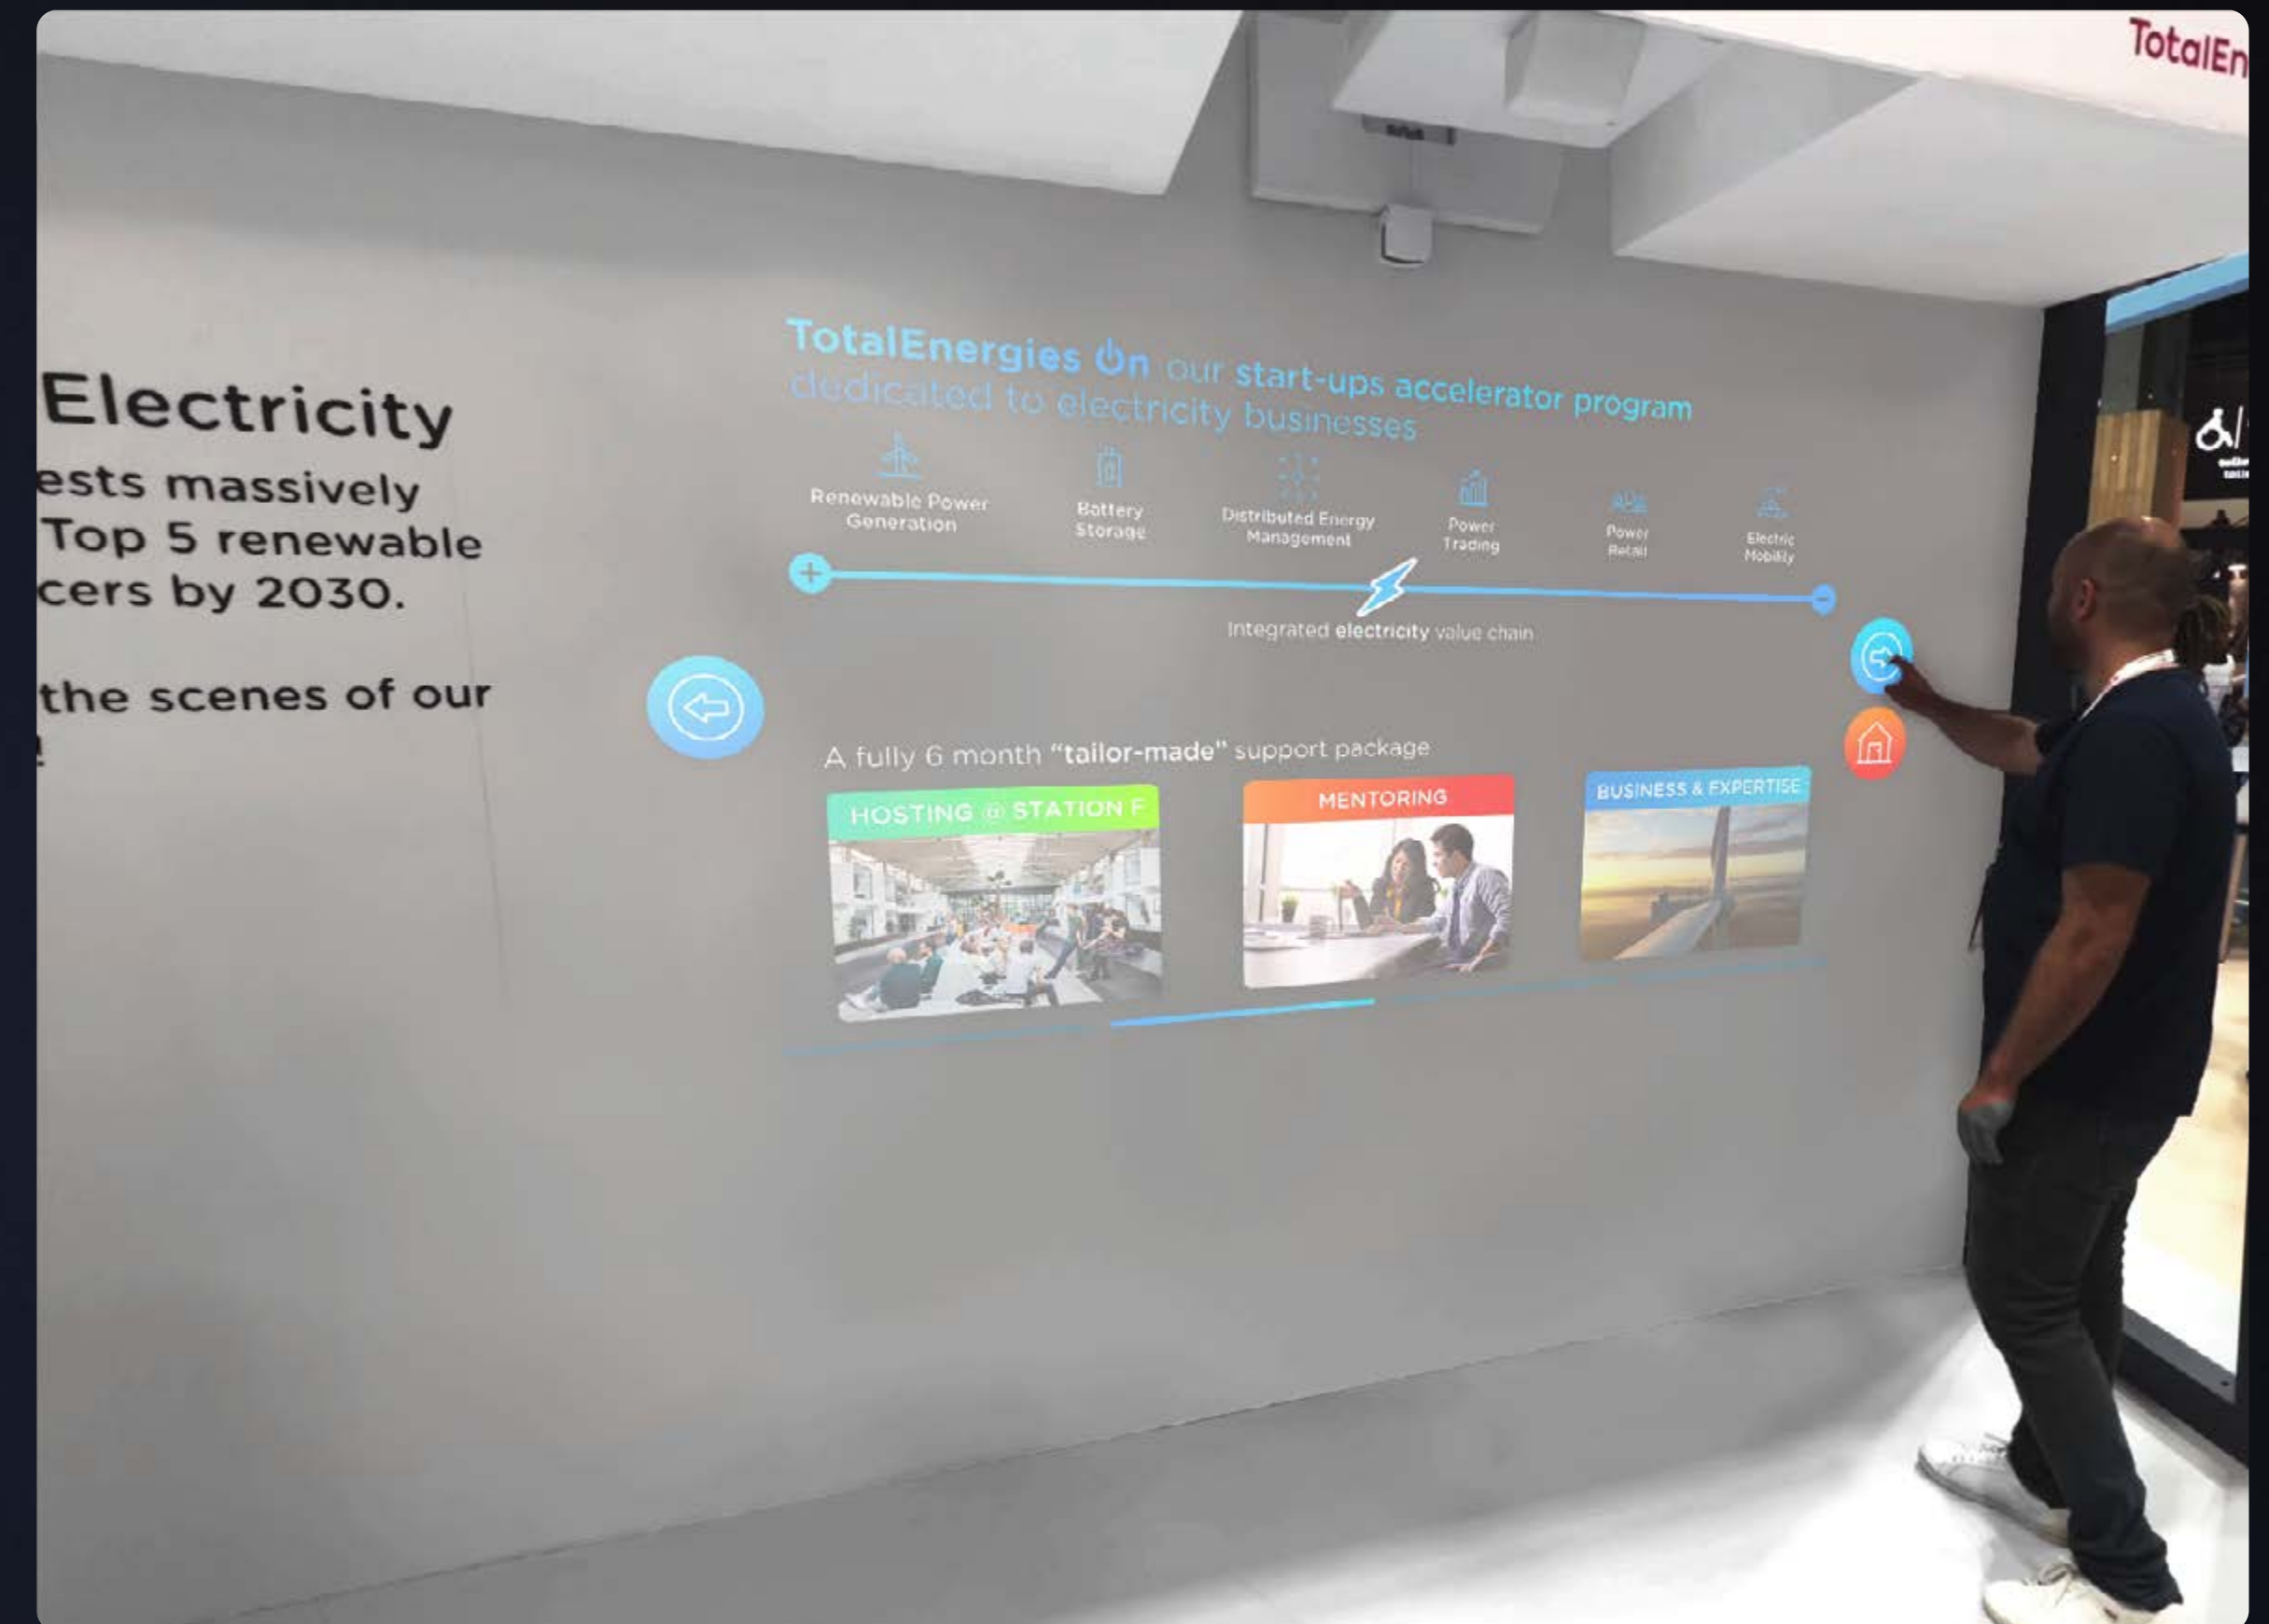 TotalEn
Electricity
ests massively
Top 5 renewable
cers by 2030.
the scenes of our
TotalEnergies On our start-ups accelerator program
dedicated to electricity businesses
Renewable Power
Generation
Battery
Storage
Distributed Energy
Management
Power
Trading
Power
Retail
Electric
Mobility
+
-
Integrated electricity value chain
A fully 6 month “tailor-made” support package
HOSTING @ STATION F
MENTORING
BUSINESS & EXPERTISE